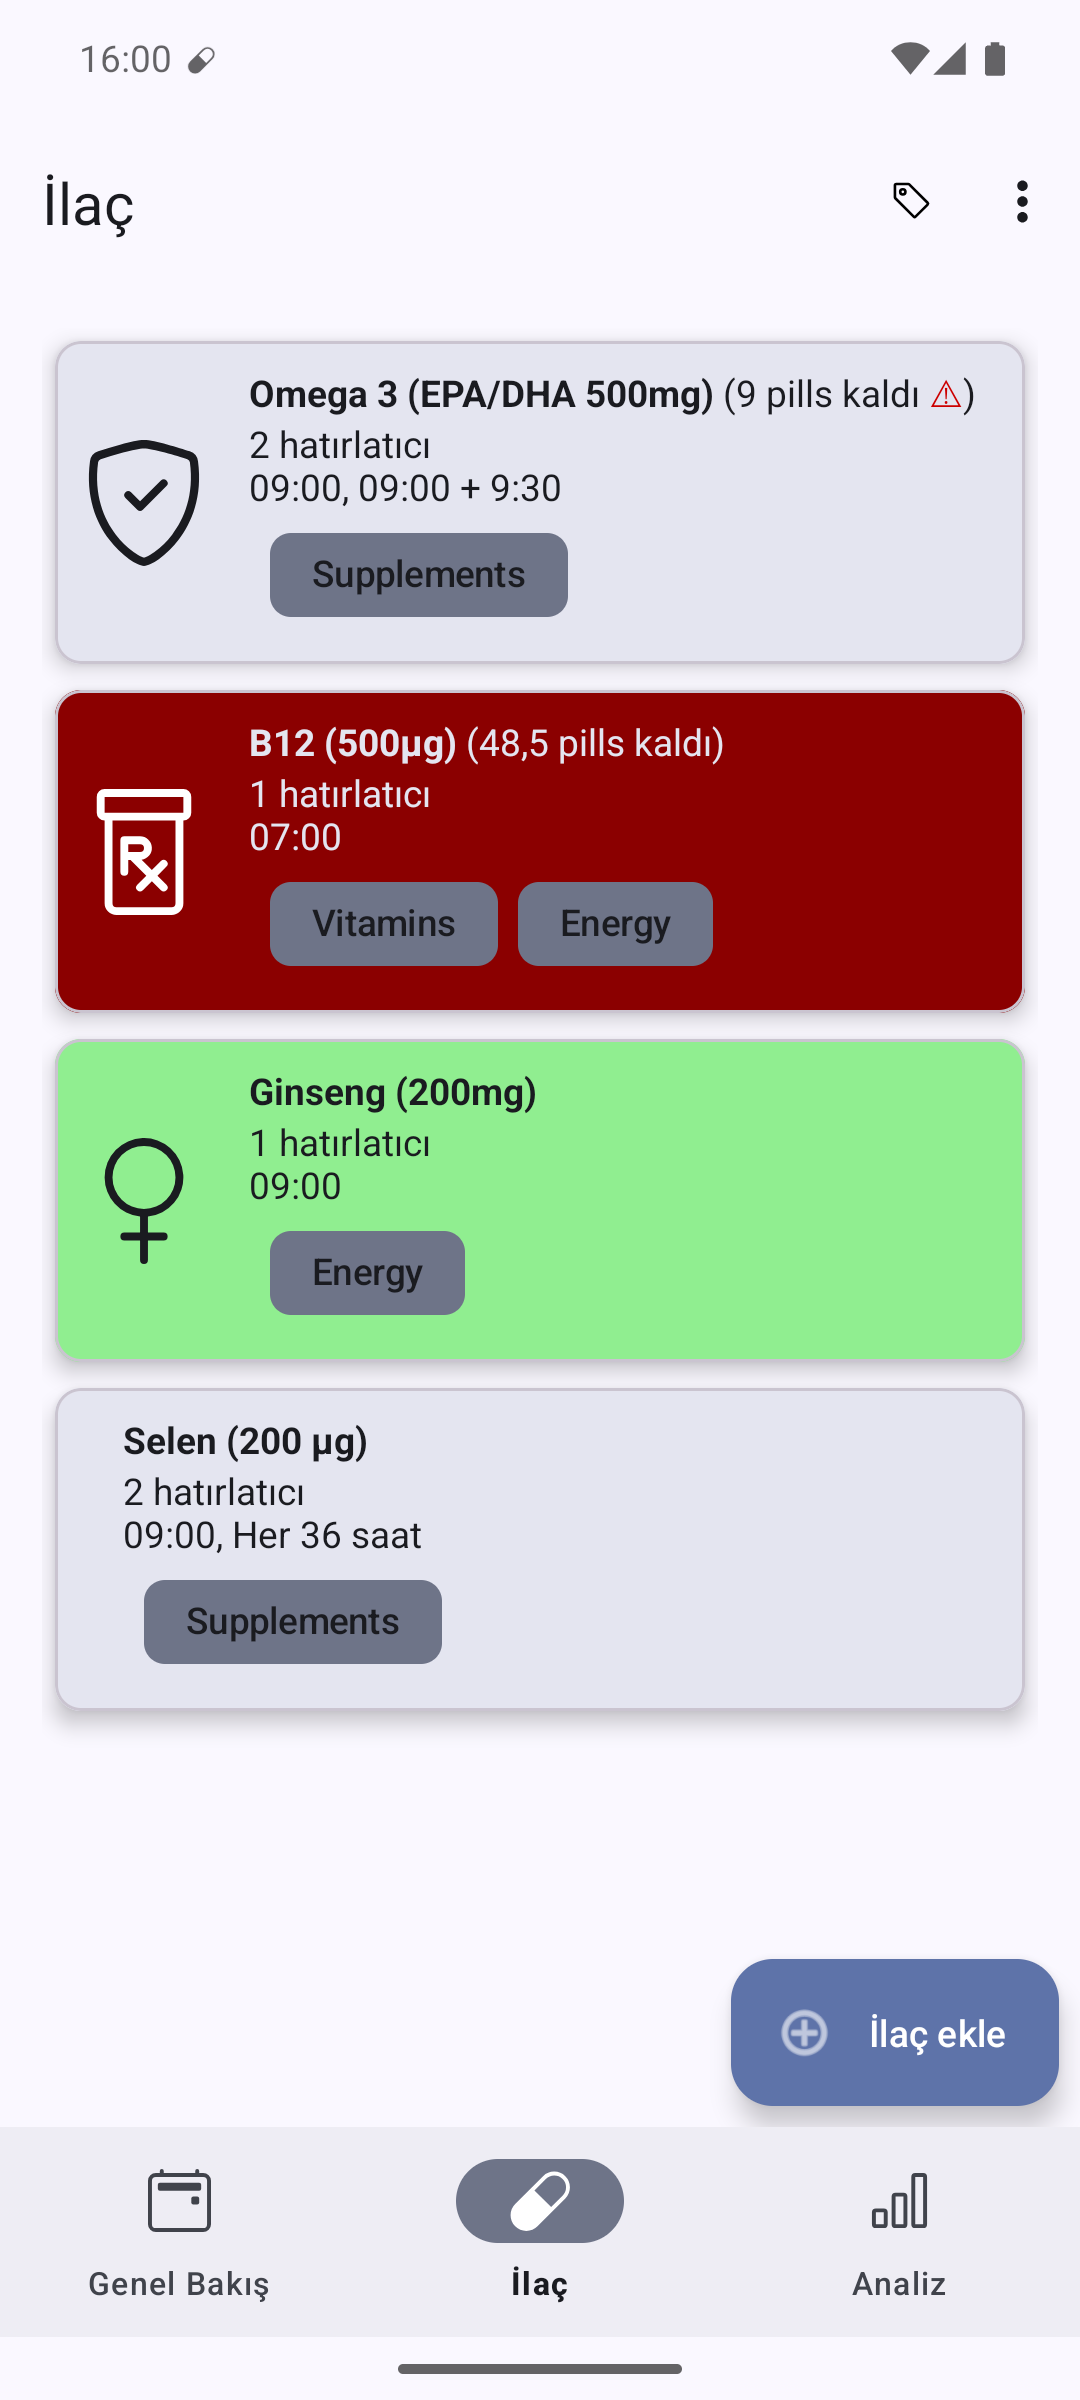 16:00
İlaç
Omega 3 (EPA/DHA 500mg) (9 pills kaldı ⚠)
2 hatırlatıcı
09:00, 09:00 + 9:30
Supplements
B12 (500µg) (48,5 pills kaldı)
1 hatırlatıcı
07:00
Rx
Vitamins Energy
Ginseng (200mg)
1 hatırlatıcı
09:00
Energy
Selen (200 µg)
2 hatırlatıcı
09:00, Her 36 saat
Supplements
İlaç ekle
Genel Bakış İlaç Analiz